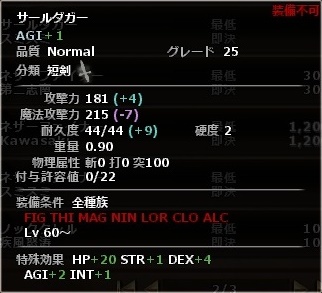 サールダガー 装備不可
AGI+1
品質 Normal グレード 25
分類 短剣
攻撃力 181 (+4)
魔法攻撃力 215 (-7)
耐久度 44/44 (+9) 硬度 2
重量 0.90
物理属性 斬0 打0 突100
付与許容値 0/22
装備条件 全種族
FIG THI MAG NIN LOR CLO ALC
Lv 60～
特殊効果 HP+20 STR+1 DEX+4
AGI+2 INT+1
2/3